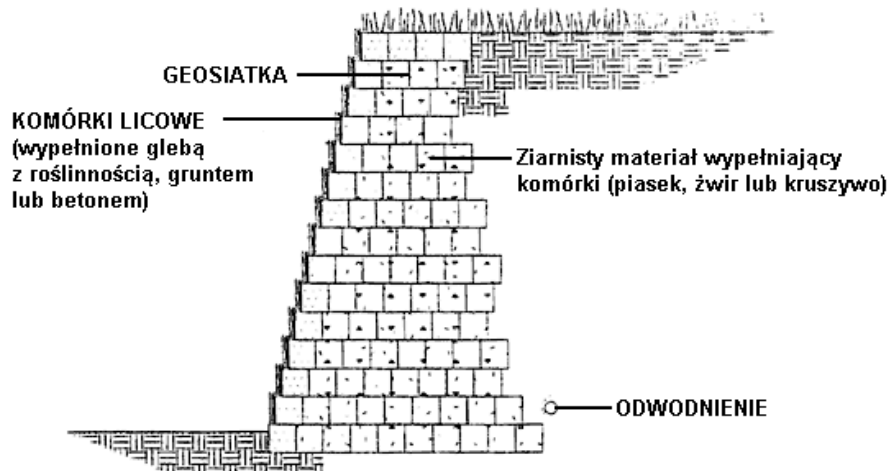 GEOSIATKA
KOMÓRKI LICOWE
(wypełnione glebą
z roślinnością, gruntem
lub betonem)
Ziarnisty materiał wypełniający
komórki (piasek, żwir lub kruszywo)
ODWODNIENIE